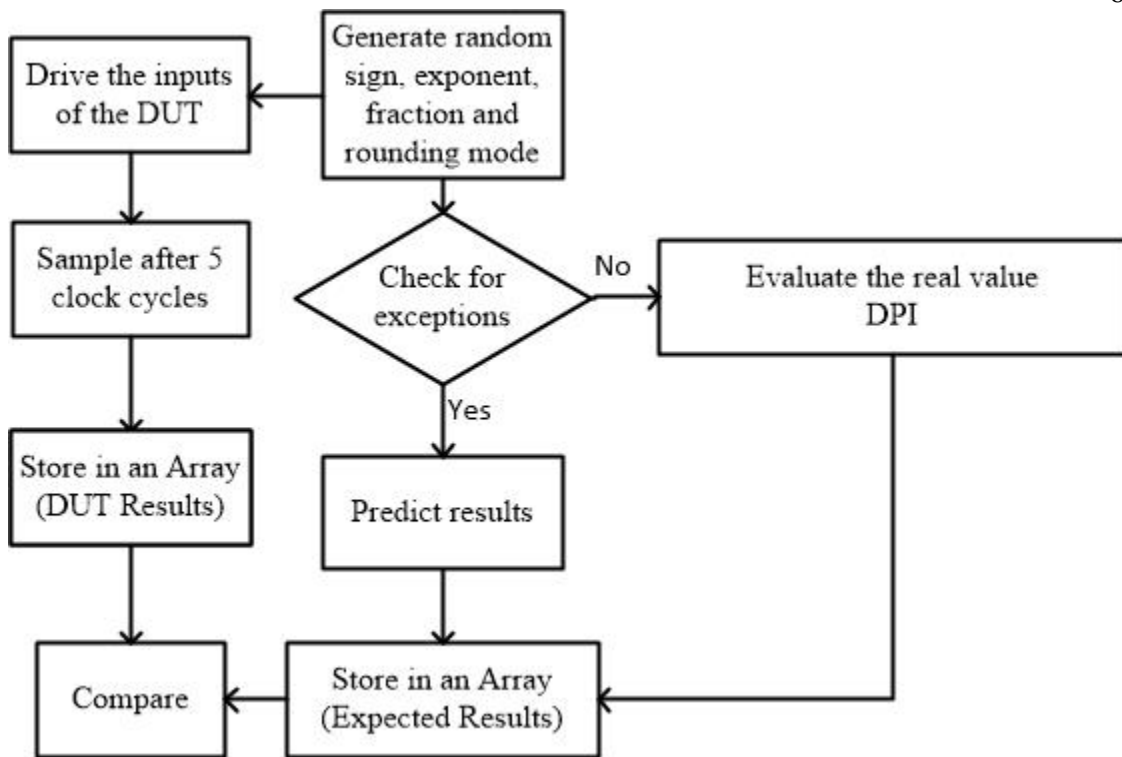 Generate random
sign, exponent,
fraction and
rounding mode
Drive the inputs
of the DUT
Sample after 5
clock cycles
Check for
exceptions
No
Evaluate the real value
DPI
Yes
Store in an Array
(DUT Results)
Predict results
Compare
Store in an Array
(Expected Results)